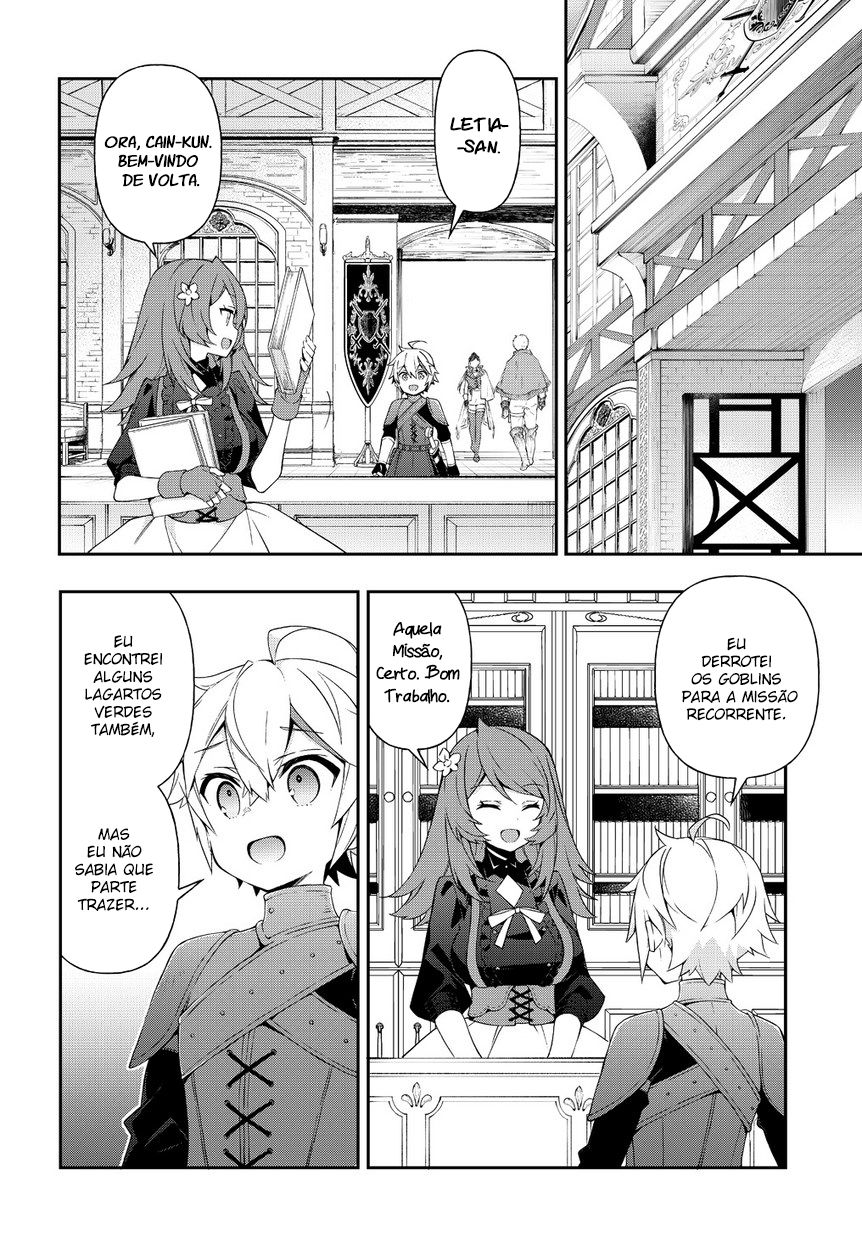 LETIA-
-SAN.
ORA, CAIN-KUN.
BEM-VINDO
DE VOLTA.
EU
DERROTEI
OS GOBLINS
PARA A MISSÃO
RECORRENTE.
Aquela
Missão,
Certo. Bom
Trabalho.
EU
ENCONTREI
ALGUNS
LAGARTOS
VERDES
TAMBÉM,
MAS
EU NÃO
SABIA QUE
PARTE
TRAZER...